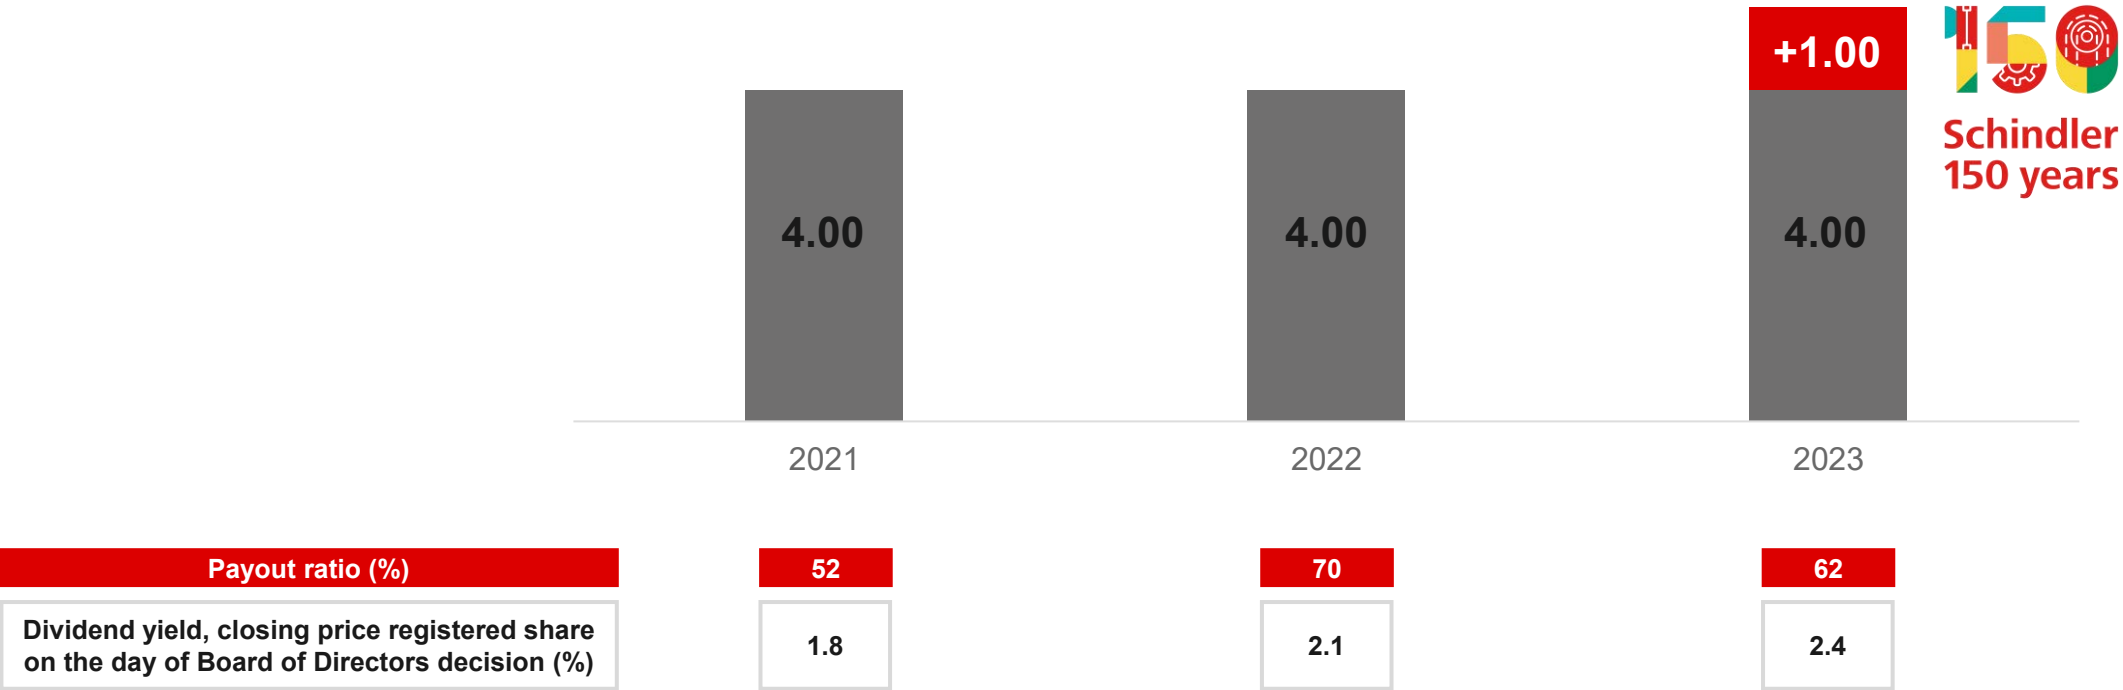 +1.00
150
Schindler
150 years
4.00
4.00
4.00
2021
2022
2023
Payout ratio (%)
52
70
62
Dividend yield, closing price registered share
on the day of Board of Directors decision (%)
1.8
2.1
2.4